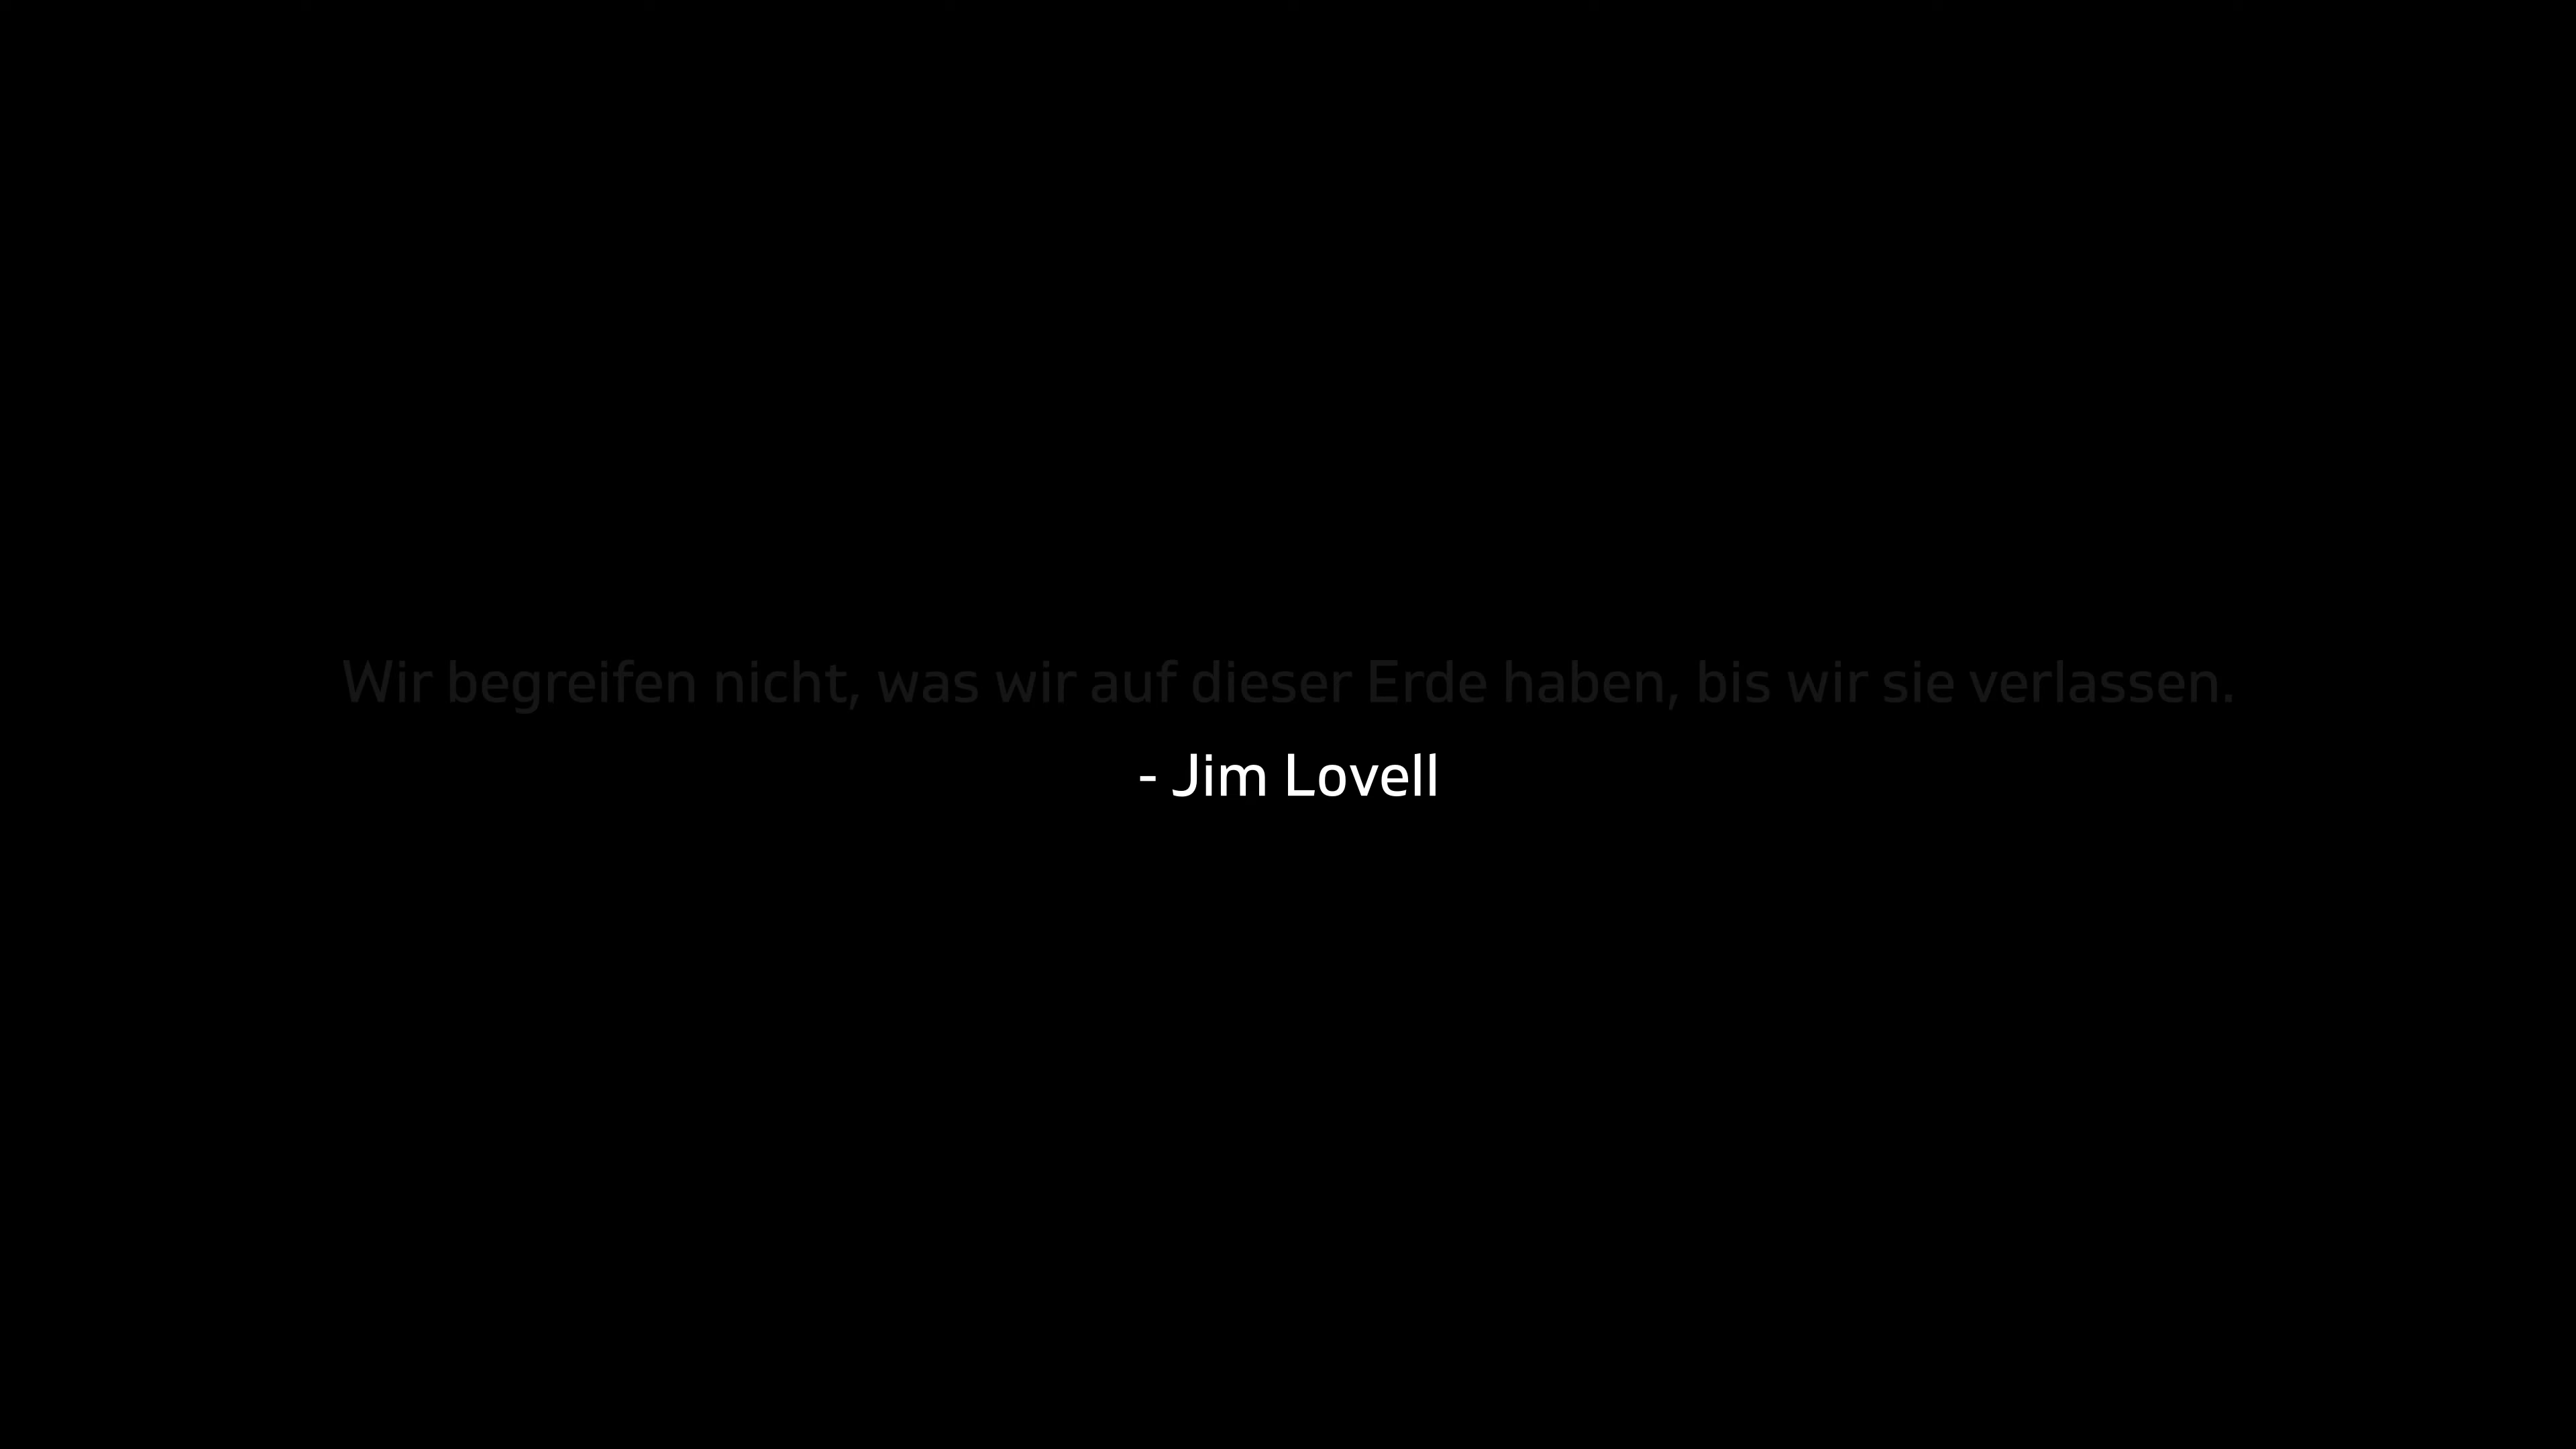 Wir begreifen nicht, was wir auf dieser Erde haben, bis wir sie verlassen.
- Jim Lovell